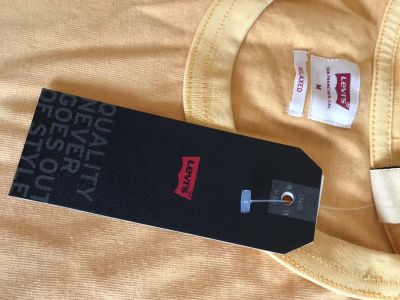 QUALITY
NEVER
GOES OUT
OF STYLE
Levi's
RELAXED
Levi's
SAN FRANCISCO, CAL.
M